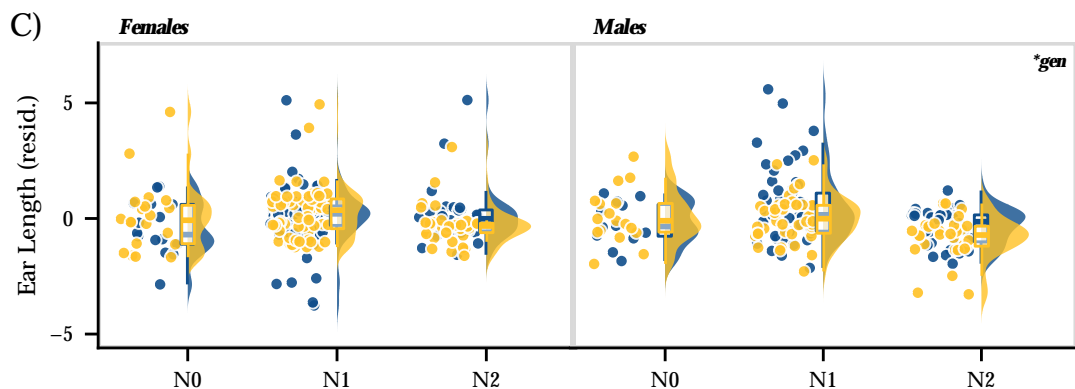 C)
Females
Males
*gen
Ear Length (resid.)
5
0
−5
N0
N1
N2
N0
N1
N2